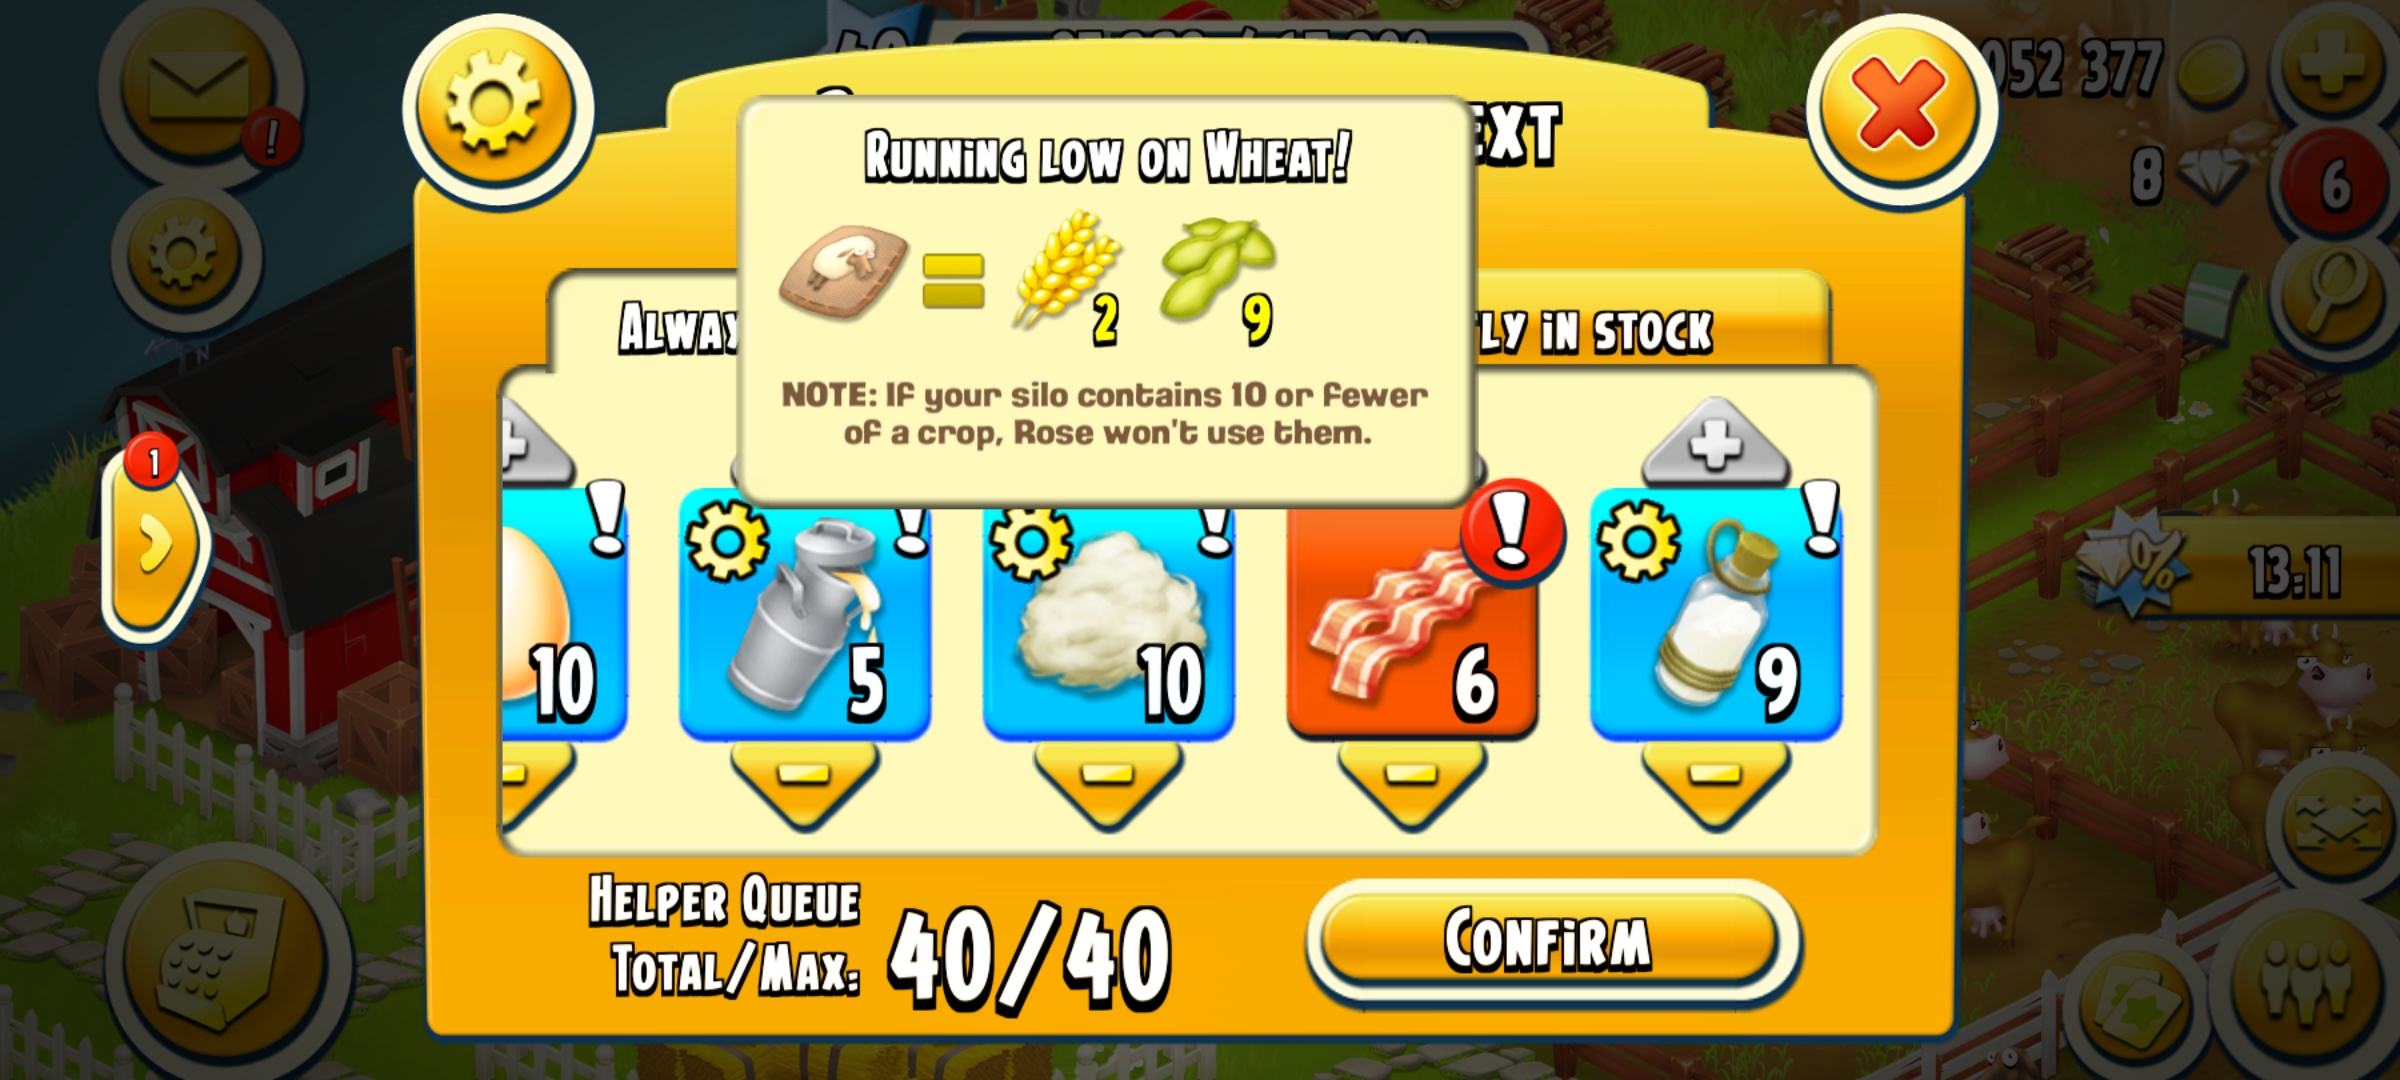 052 377
8
6
EXT
RUNNING LOW ON WHEAT!
2
9
ALWAY
LY IN STOCK
NOTE: If your silo contains 10 or fewer
of a crop, Rose won't use them.
1
10
5
10
6
9
%
13:11
HELPER QUEUE
TOTAL/MAX:
40/40
CONFIRM